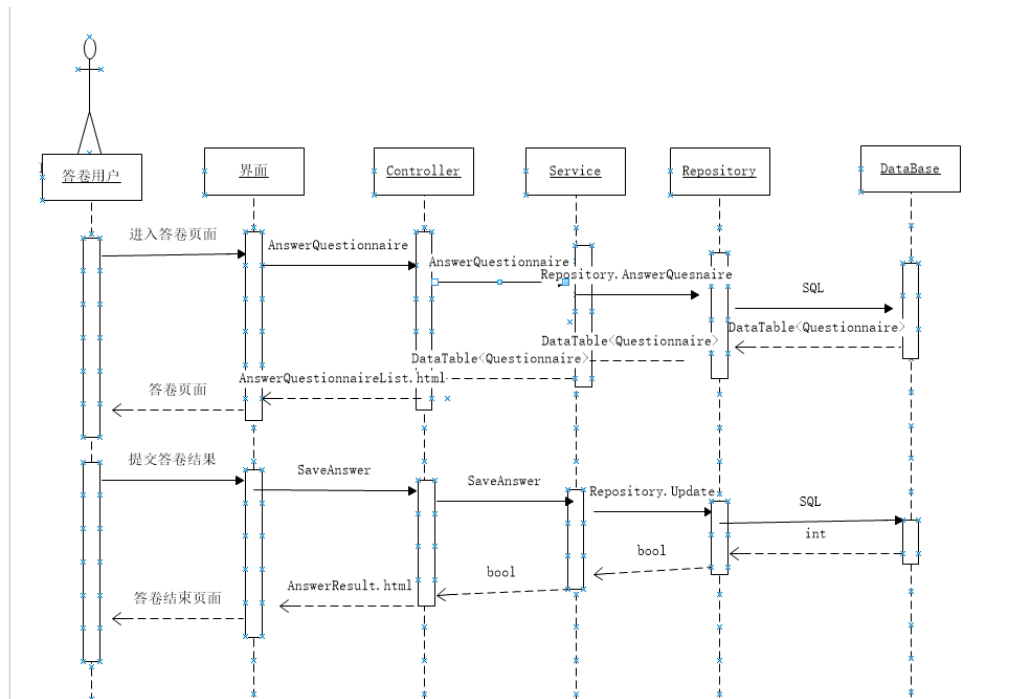 答卷用户
界面
Controller
Service
Repository
DataBase
进入答卷页面
AnswerQuestionnaire
AnswerQuestionnaire
Repository.AnswerQuesnaire
SQL
DataTable<Questionnaire>
DataTable<Questionnaire>
DataTable<Questionnaire>
AnswerQuestionnaireList.html
答卷页面
提交答卷结果
SaveAnswer
SaveAnswer
Repository.Update
SQL
int
bool
bool
AnswerResult.html
答卷结束页面